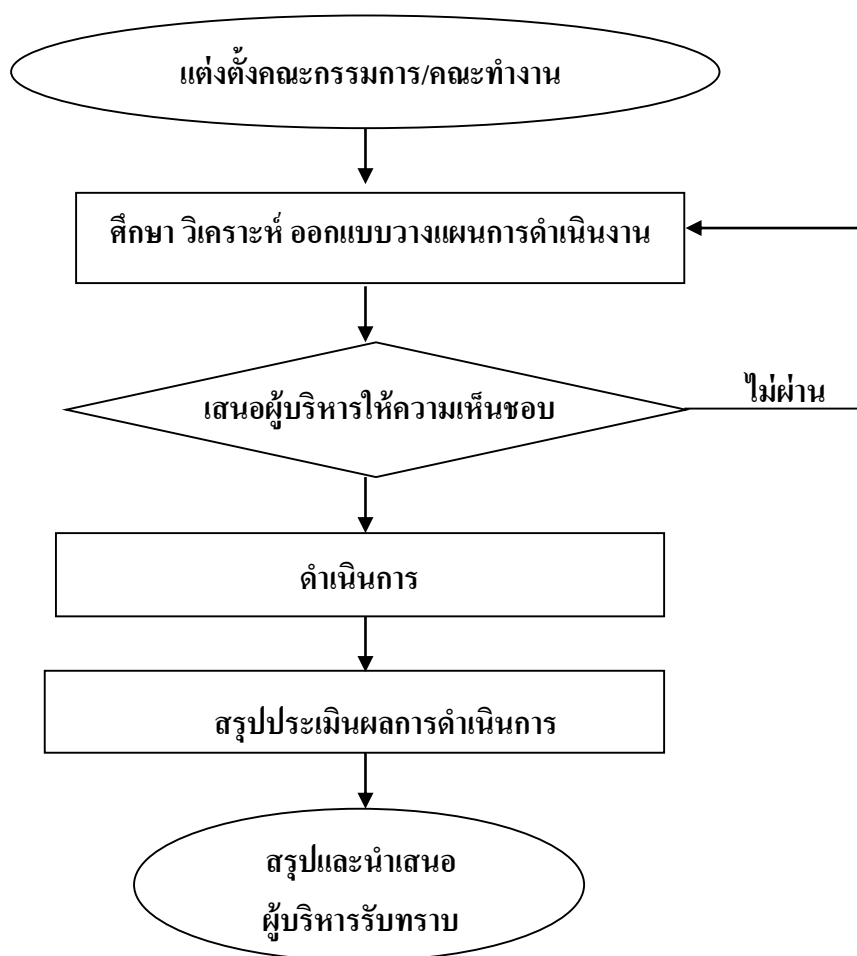 แต่งตั้งคณะกรรมการ/คณะทำงาน
ศึกษา วิเคราะห์ ออกแบบวางแผนการดำเนินงาน
เสนอผู้บริหารให้ความเห็นชอบ
ไม่ผ่าน
ดำเนินการ
สรุปประเมินผลการดำเนินการ
สรุปและนำเสนอ
ผู้บริหารรับทราบ